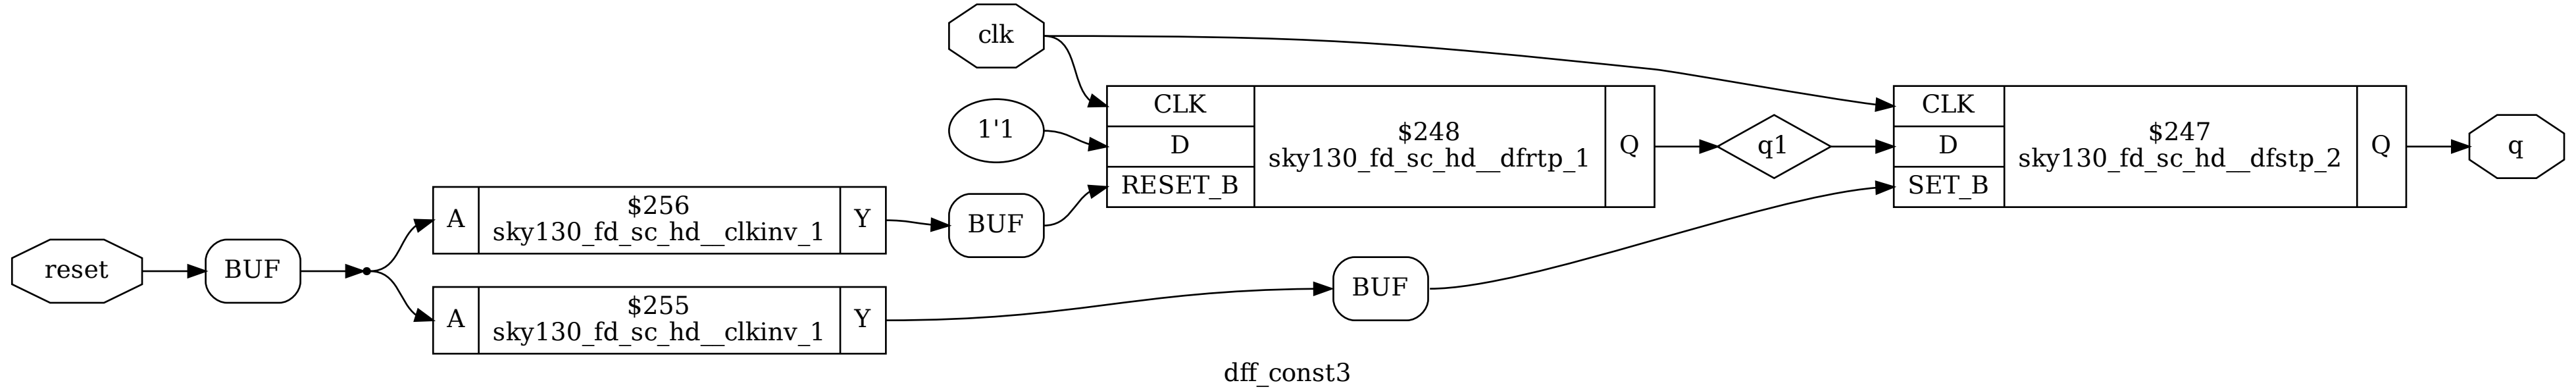 clk
1'1
CLK
D
RESET_B
$248
sky130_fd_sc_hd__dfrtp_1
Q
q1
CLK
D
SET_B
$247
sky130_fd_sc_hd__dfstp_2
Q
q
reset
BUF
A
$256
sky130_fd_sc_hd__clkinv_1
Y
BUF
A
$255
sky130_fd_sc_hd__clkinv_1
Y
BUF
dff_const3